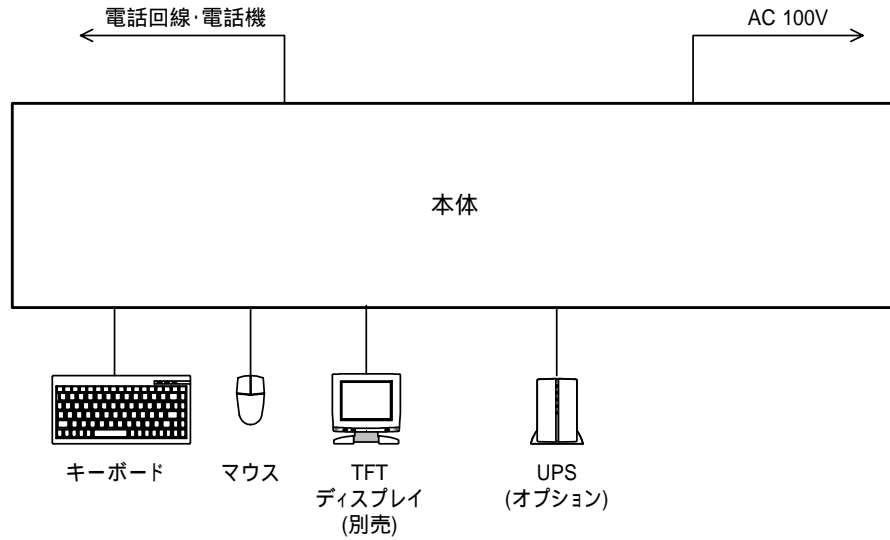 電話回線・電話機
AC 100V
本体
キーボード
マウス
TFT
ディスプレイ
(別売)
UPS
(オプション)